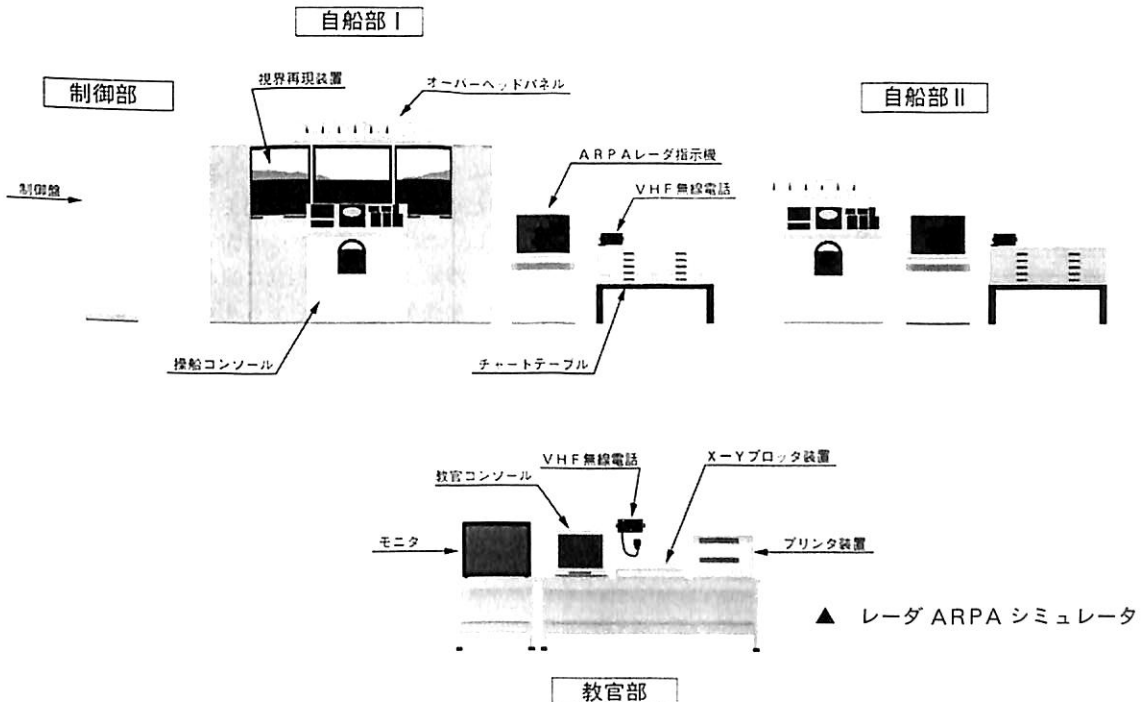 自船部 I
制御部
視界再現装置
オーバーヘッドパネル
自船部 II
制御盤
ARPAレーダ指示機
VHF無線電話
操船コンソール
チャートテーブル
VHF無線電話
X－Yプロッタ装置
教官コンソール
モニタ
プリンタ装置
▲ レーダ ARPA シミュレータ
教官部